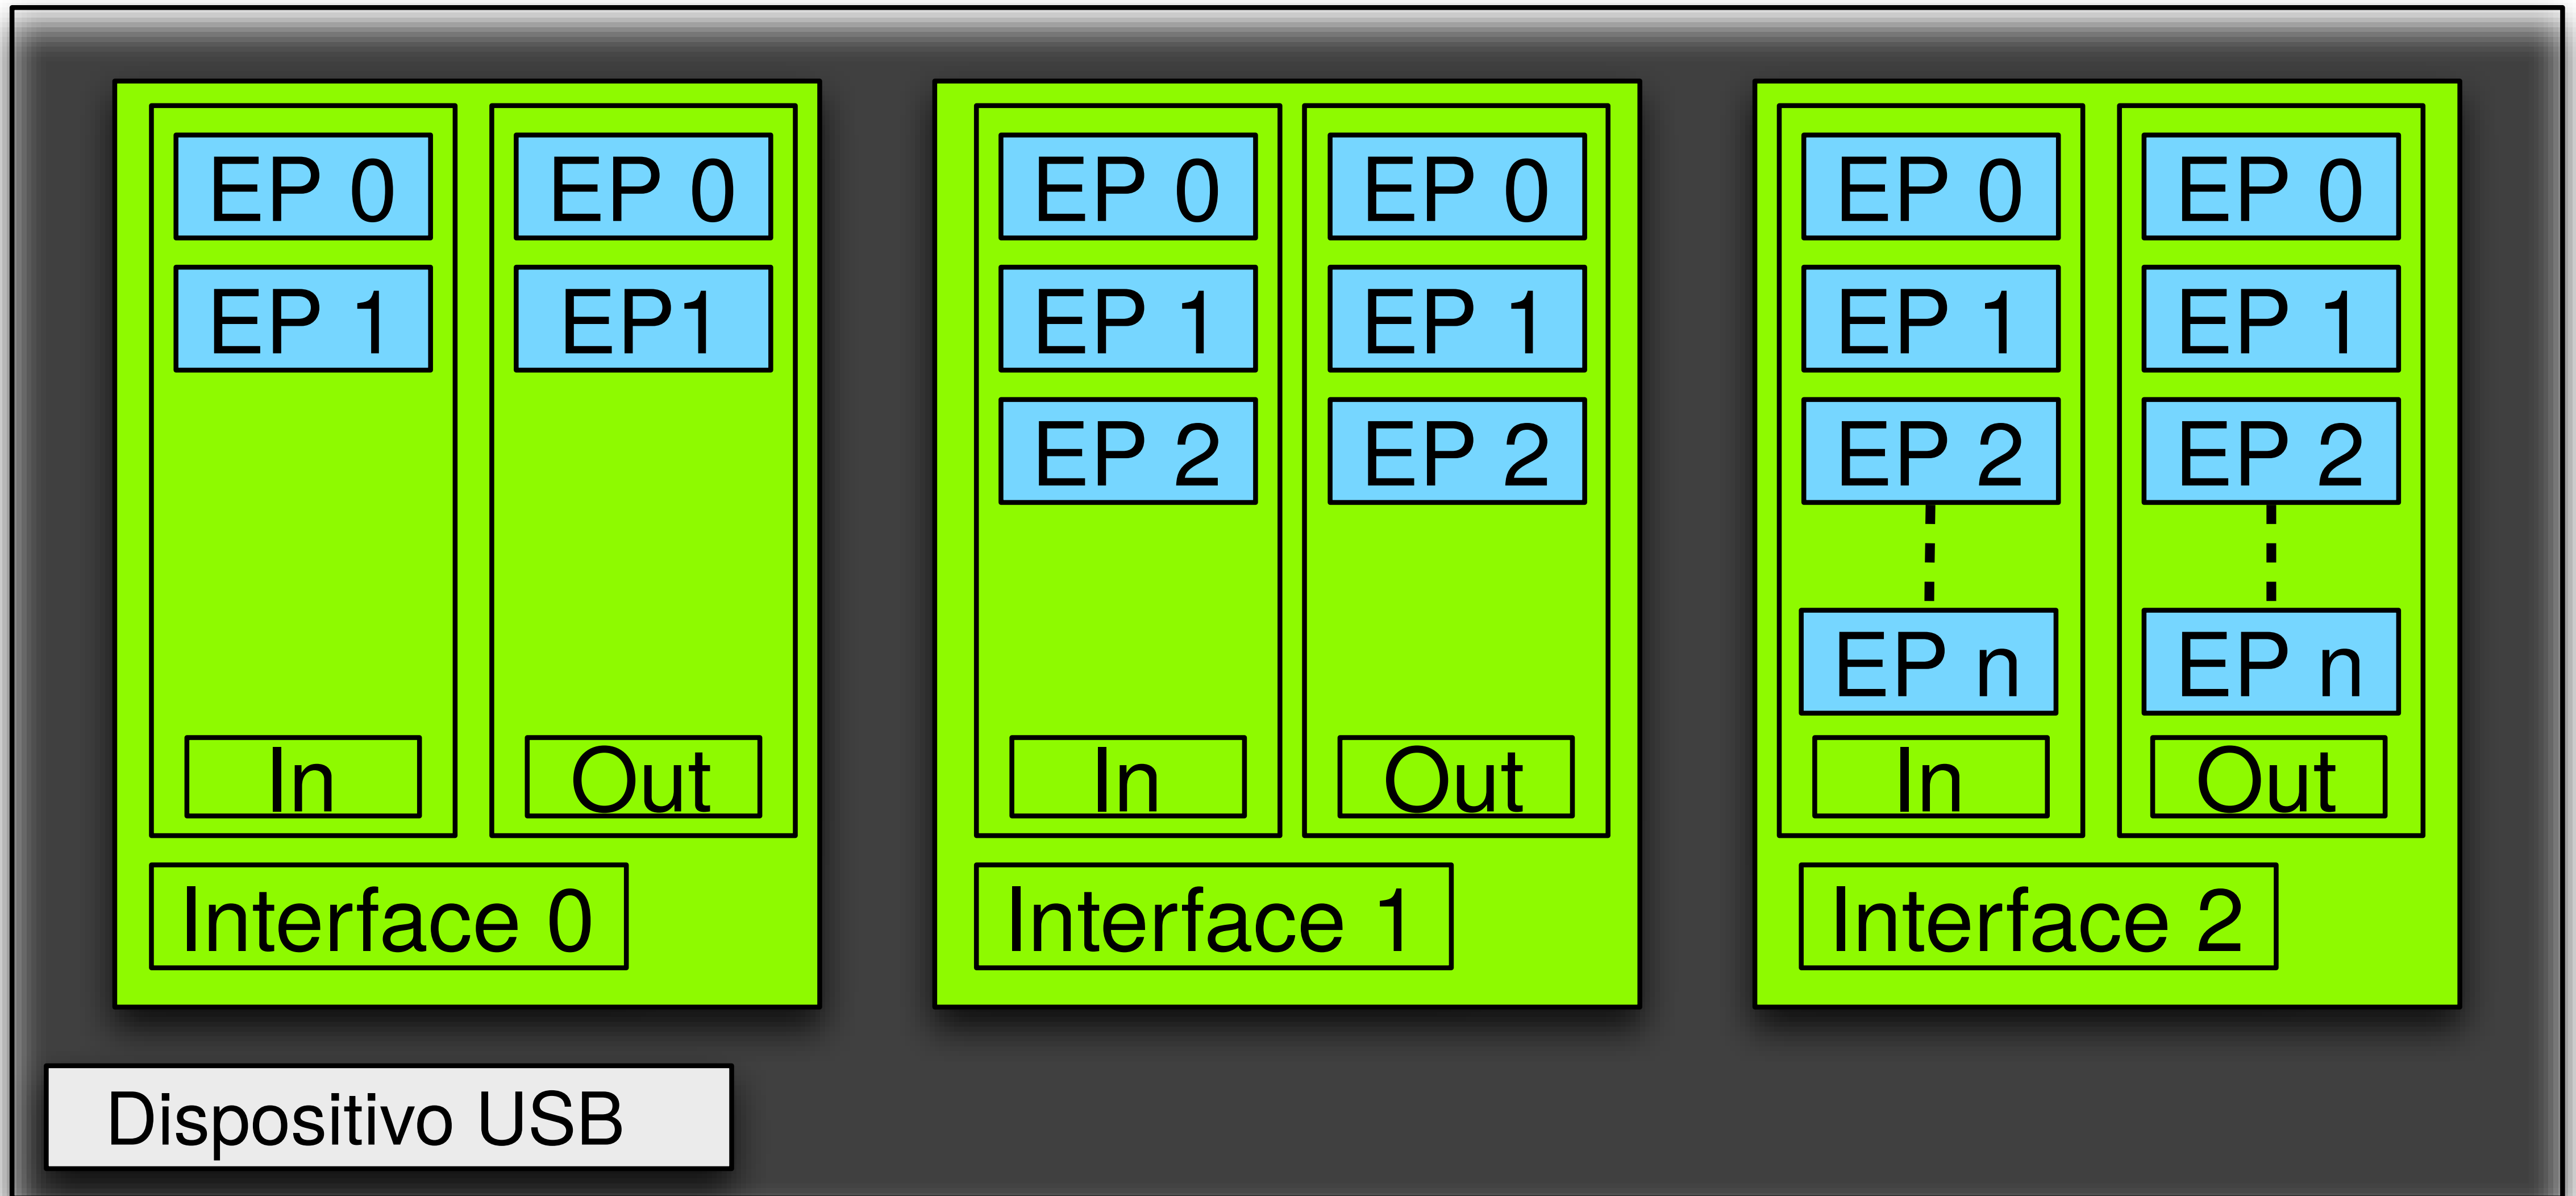 EP 0
EP 1
In
EP 0
EP1
Out
Interface 0
EP 0
EP 1
EP 2
In
EP 0
EP 1
EP 2
Out
Interface 1
EP 0
EP 1
EP 2
EP n
In
EP 0
EP 1
EP 2
EP n
Out
Interface 2
Dispositivo USB